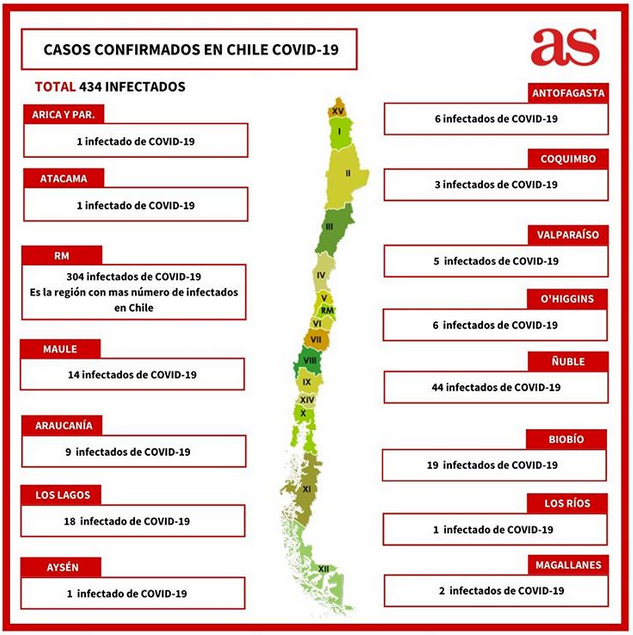 CASOS CONFIRMADOS EN CHILE COVID-19
as
TOTAL 434 INFECTADOS
ARICA Y PAR.
1 infectado de COVID-19
ATACAMA
1 infectado de COVID-19
RM
304 infectados de COVID-19
Es la región con mas número de infectados
en Chile
MAULE
14 infectados de COVID-19
ARAUCANÍA
9 infectados de COVID-19
LOS LAGOS
18 infectado de COVID-19
AYSÉN
1 infectado de COVID-19
XV
I
II
III
IV
V
RM
VI
VII
VIII
IX
XIV
X
XI
XII
ANTOFAGASTA
6 infectados de COVID-19
COQUIMBO
3 infectados de COVID-19
VALPARAÍSO
5 infectados de COVID-19
O'HIGGINS
6 infectados de COVID-19
ÑUBLE
44 infectados de COVID-19
BIOBÍO
19 infectados de COVID-19
LOS RÍOS
1 infectado de COVID-19
MAGALLANES
2 infectados de COVID-19